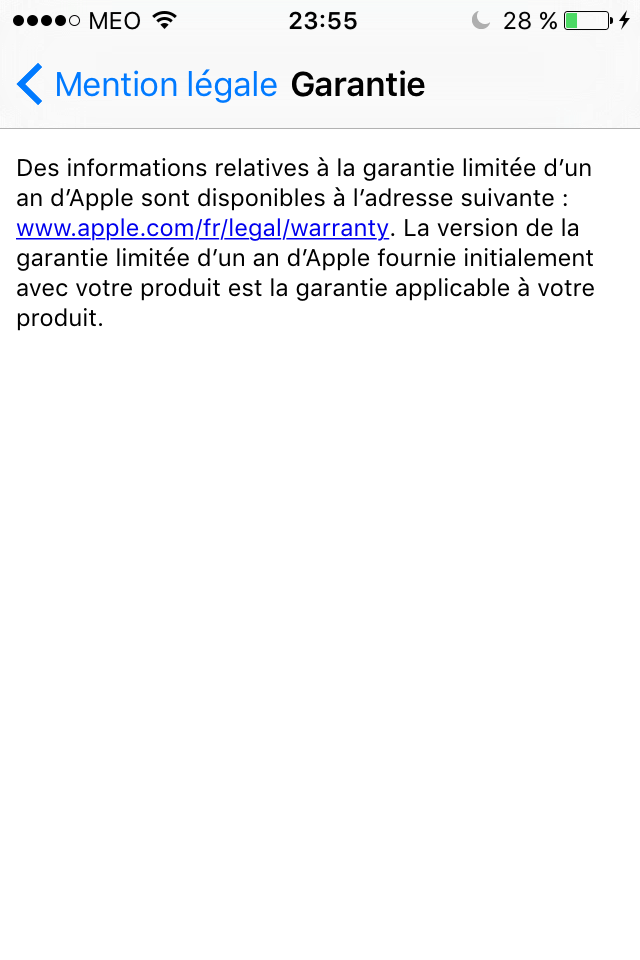 MEO 23:55 28 %
Mention légale Garantie
Des informations relatives à la garantie limitée d’un
an d’Apple sont disponibles à l’adresse suivante :
www.apple.com/fr/legal/warranty. La version de la
garantie limitée d’un an d’Apple fournie initialement
avec votre produit est la garantie applicable à votre
produit.